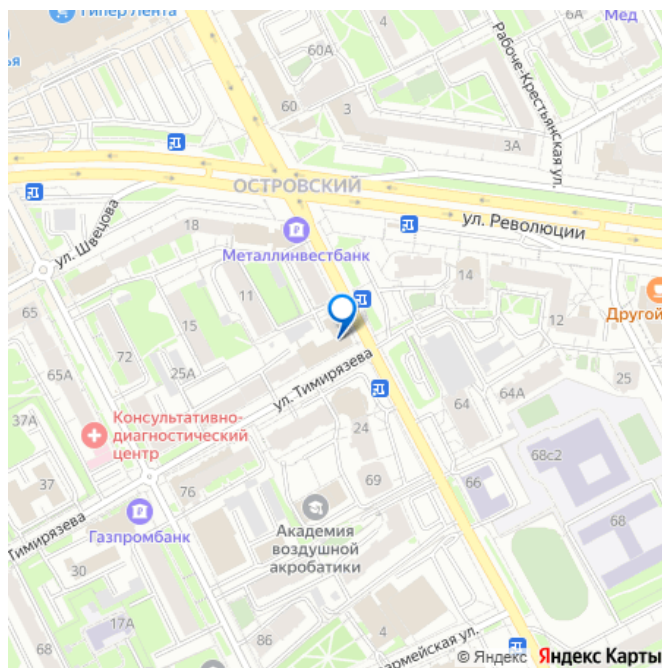 Гипер Лента
ья
4
6А
Мед
60А
Рабоче-Крестьянская ул.
60
3
3А
ОСТРОВСКИЙ
ул. Революции
ул. Швецова
18
Металлинвестбанк
14
11
65
15
12
Другой
72
65А
25А
ул. Тимирязева
25
64
64А
37А
Консультативно-
диагностический
центр
24
68с2
37
69
66
76
68
Газпромбанк
Академия
воздушной
акробатики
Тимирязева
30
17А
4
68
86
армейская ул.
© Яндекс Яндекс Карты